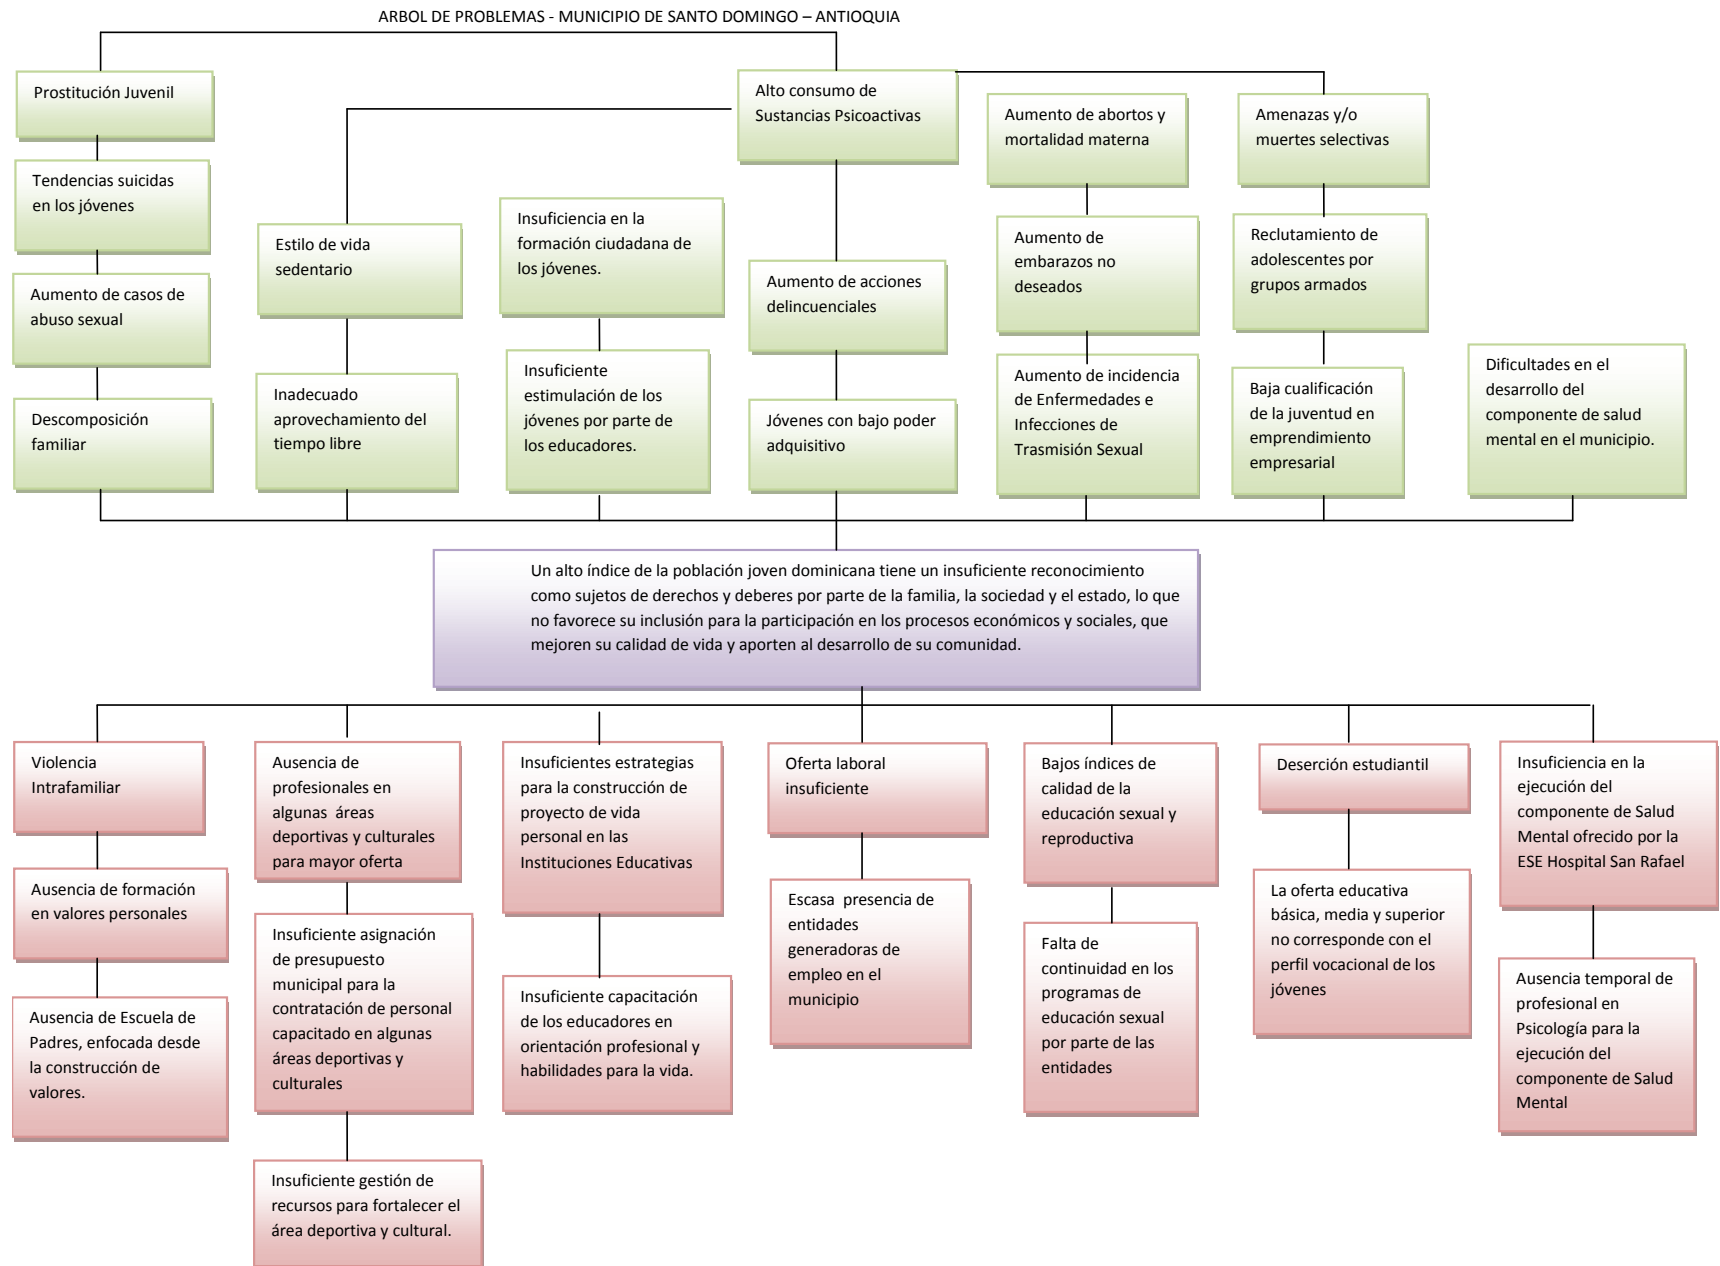 ARBOL DE PROBLEMAS - MUNICIPIO DE SANTO DOMINGO – ANTIOQUIA
Prostitución Juvenil
Alto consumo de
Sustancias Psicoactivas
Aumento de abortos y
mortalidad materna
Amenazas y/o
muertes selectivas
Tendencias suicidas
en los jóvenes
Estilo de vida
sedentario
Insuficiencia en la
formación ciudadana de
los jóvenes.
Aumento de acciones
delincuenciales
Aumento de
embarazos no
deseados
Reclutamiento de
adolescentes por
grupos armados
Aumento de casos de
abuso sexual
Descomposición
familiar
Inadecuado
aprovechamiento del
tiempo libre
Insuficiente
estimulación de los
jóvenes por parte de
los educadores.
Jóvenes con bajo poder
adquisitivo
Aumento de incidencia
de Enfermedades e
Infecciones de
Trasmisión Sexual
Baja cualificación
de la juventud en
emprendimiento
empresarial
Dificultades en el
desarrollo del
componente de salud
mental en el municipio.
Un alto índice de la población joven dominicana tiene un insuficiente reconocimiento
como sujetos de derechos y deberes por parte de la familia, la sociedad y el estado, lo que
no favorece su inclusión para la participación en los procesos económicos y sociales, que
mejoren su calidad de vida y aporten al desarrollo de su comunidad.
Violencia
Intrafamiliar
Ausencia de
profesionales en
algunas áreas
deportivas y culturales
para mayor oferta
Insuficientes estrategias
para la construcción de
proyecto de vida
personal en las
Instituciones Educativas
Oferta laboral
insuficiente
Bajos índices de
calidad de la
educación sexual y
reproductiva
Deserción estudiantil
Insuficiencia en la
ejecución del
componente de Salud
Mental ofrecido por la
ESE Hospital San Rafael
Ausencia de formación
en valores personales
Insuficiente asignación
de presupuesto
municipal para la
contratación de personal
capacitado en algunas
áreas deportivas y
culturales
Insuficiente capacitación
de los educadores en
orientación profesional y
habilidades para la vida.
Escasa presencia de
entidades
generadoras de
empleo en el
municipio
Falta de
continuidad en los
programas de
educación sexual
por parte de las
entidades
La oferta educativa
básica, media y superior
no corresponde con el
perfil vocacional de los
jóvenes
Ausencia temporal de
profesional en
Psicología para la
ejecución del
componente de Salud
Mental
Ausencia de Escuela de
Padres, enfocada desde
la construcción de
valores.
Insuficiente gestión de
recursos para fortalecer el
área deportiva y cultural.